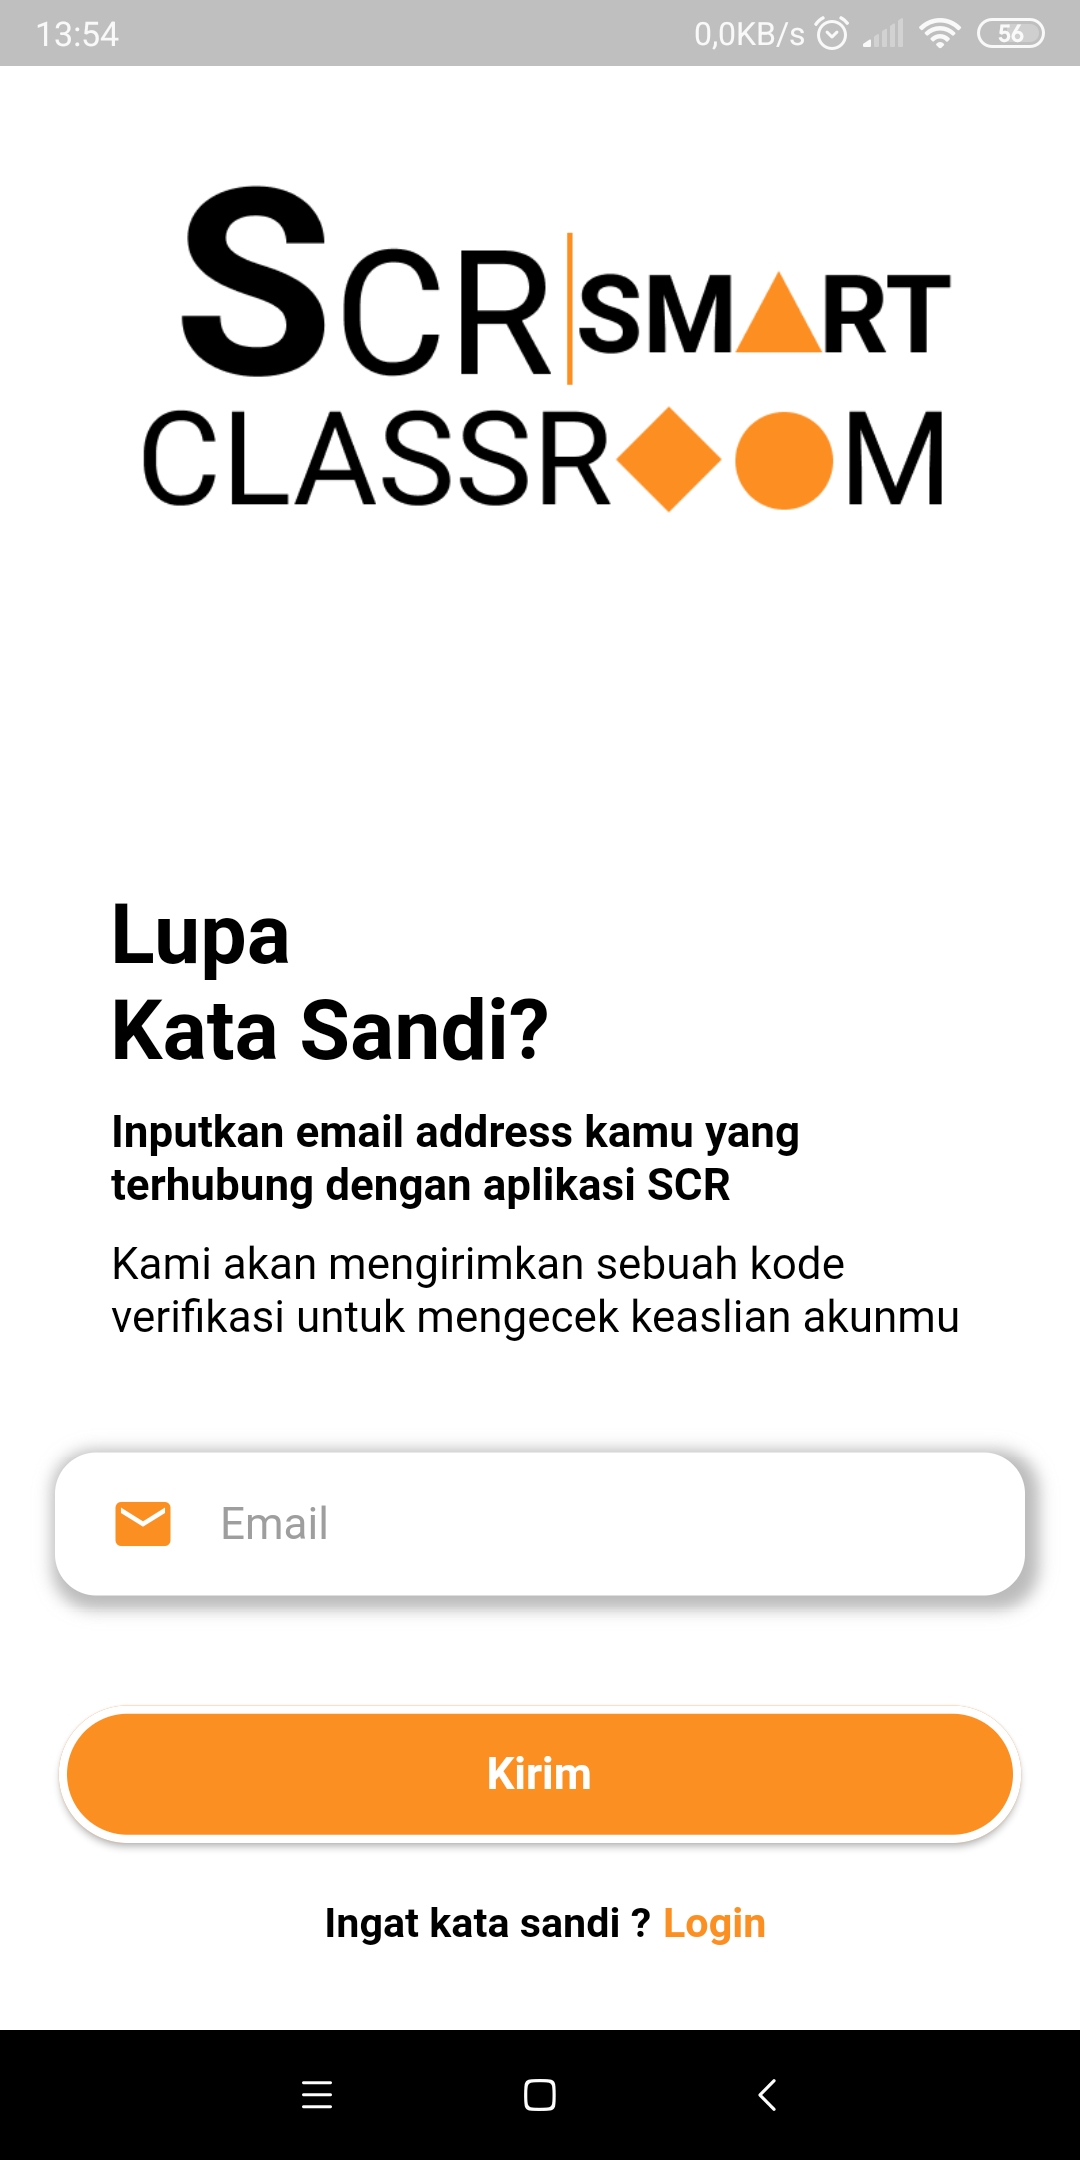 13:54 0,0KB/s 56
SCR|SMART
CLASSROOM
Lupa
Kata Sandi?
Inputkan email address kamu yang
terhubung dengan aplikasi SCR
Kami akan mengirimkan sebuah kode
verifikasi untuk mengecek keaslian akunmu
Email
Kirim
Ingat kata sandi ? Login